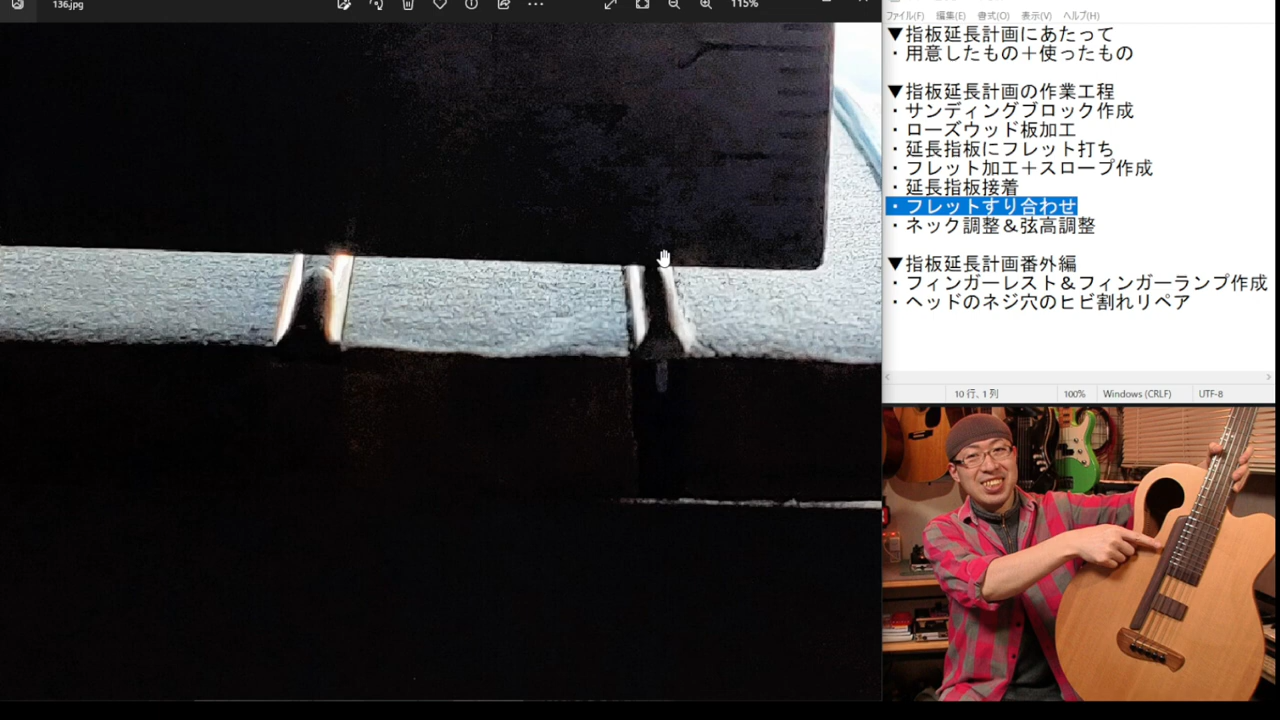 136.jpg
115%
ファイル(F) 編集(E) 書式(O) 表示(V) ヘルプ(H)
▼指板延長計画にあたって
・用意したもの＋使ったもの
▼指板延長計画の作業工程
・サンディングブロック作成
・ローズウッド板加工
・延長指板にフレット打ち
・フレット加工＋スロープ作成
・延長指板接着
・フレットすり合わせ
・ネック調整＆弦高調整
▼指板延長計画番外編
・フィンガーレスト＆フィンガーランプ作成
・ヘッドのネジ穴のヒビ割れリペア
10 行、1 列 100% Windows (CRLF) UTF-8